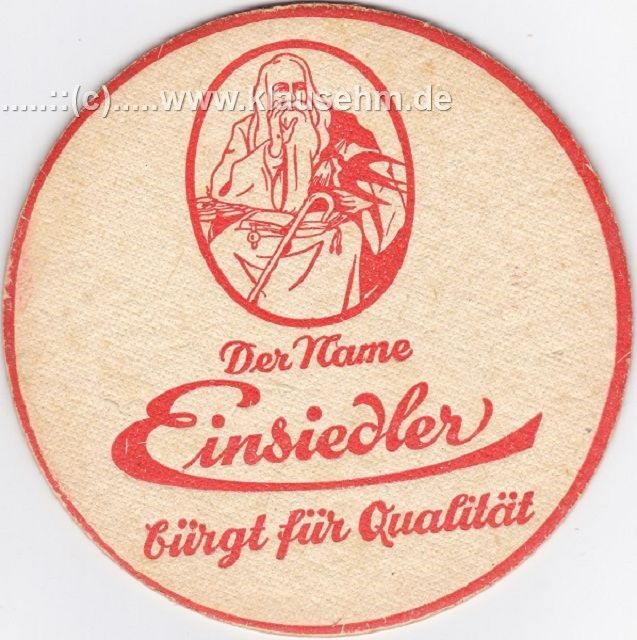 .....::(c).....www.klausehm.de
Der Name
Einsiedler
bürgt für Qualität